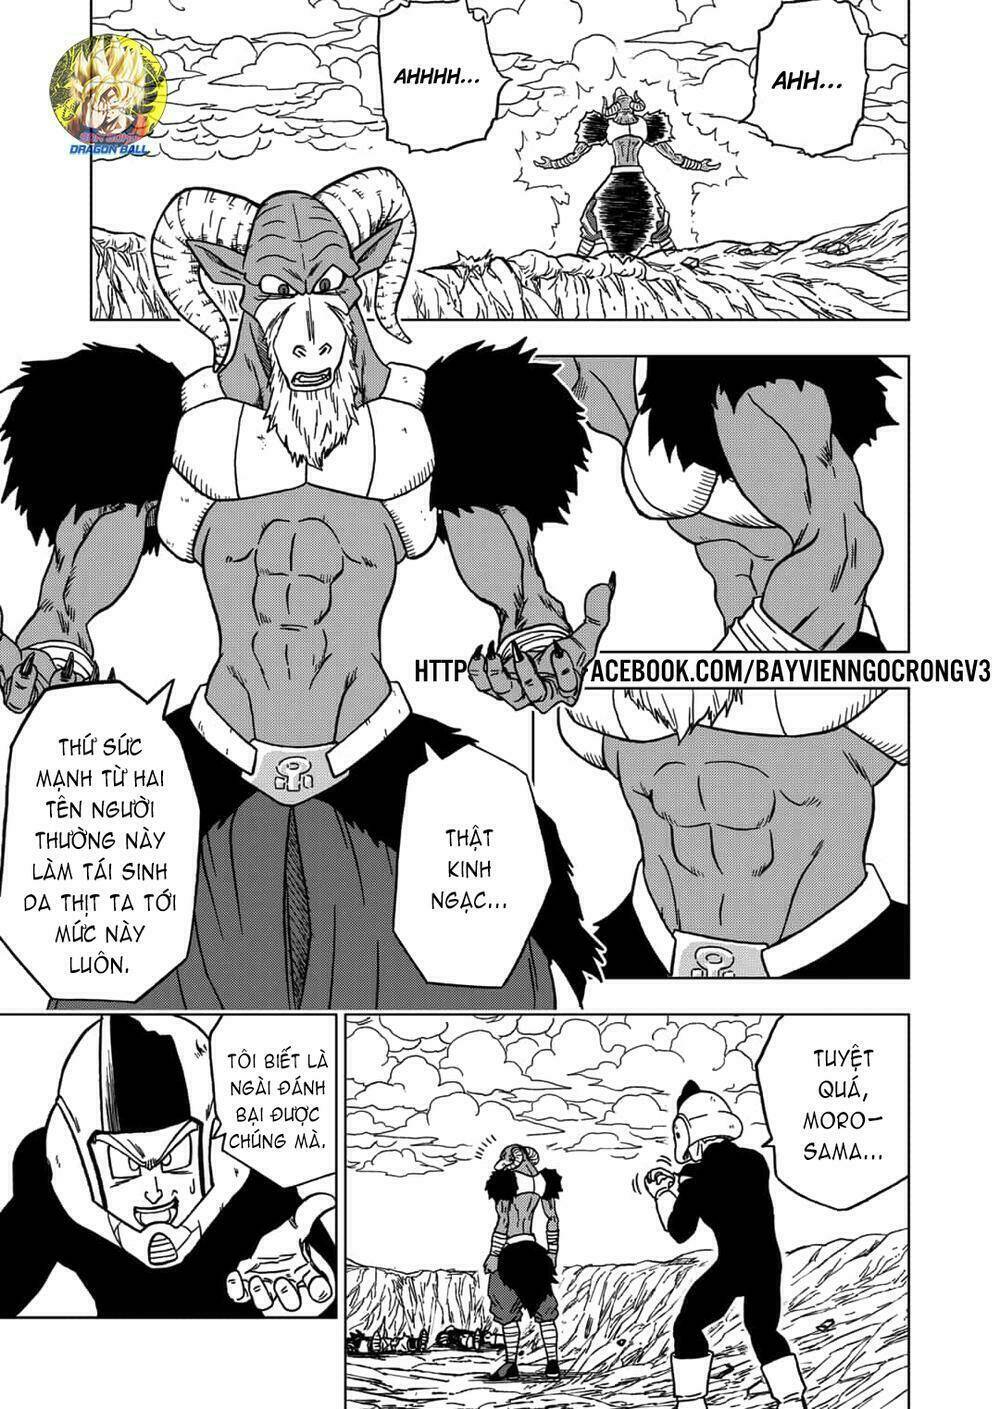 AHH...
AHHHH...
DRAGON BALL
HTTP
ACEBOOK.COM/BAYVIENNGOCRONGV3
THẬT
KINH
NGẠC...
THỨ SỨC
MẠNH TỪ HAI
TÊN NGƯỜI
THƯỜNG NÀY
LÀM TÁI SINH
DA THỊT TA TỚI
MỨC NÀY
LUÔN.
TUYỆT
QUÁ,
MORO-
SAMA...
TÔI BIẾT LÀ
NGÀI ĐÁNH
BẠI ĐƯỢC
CHÚNG MÀ.